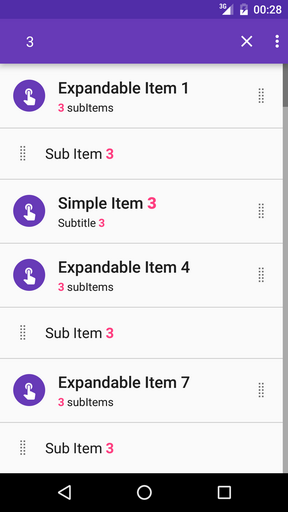 3G 00:28
3
Expandable Item 1
3 subItems
Sub Item 3
Simple Item 3
Subtitle 3
Expandable Item 4
3 subItems
Sub Item 3
Expandable Item 7
3 subItems
Sub Item 3